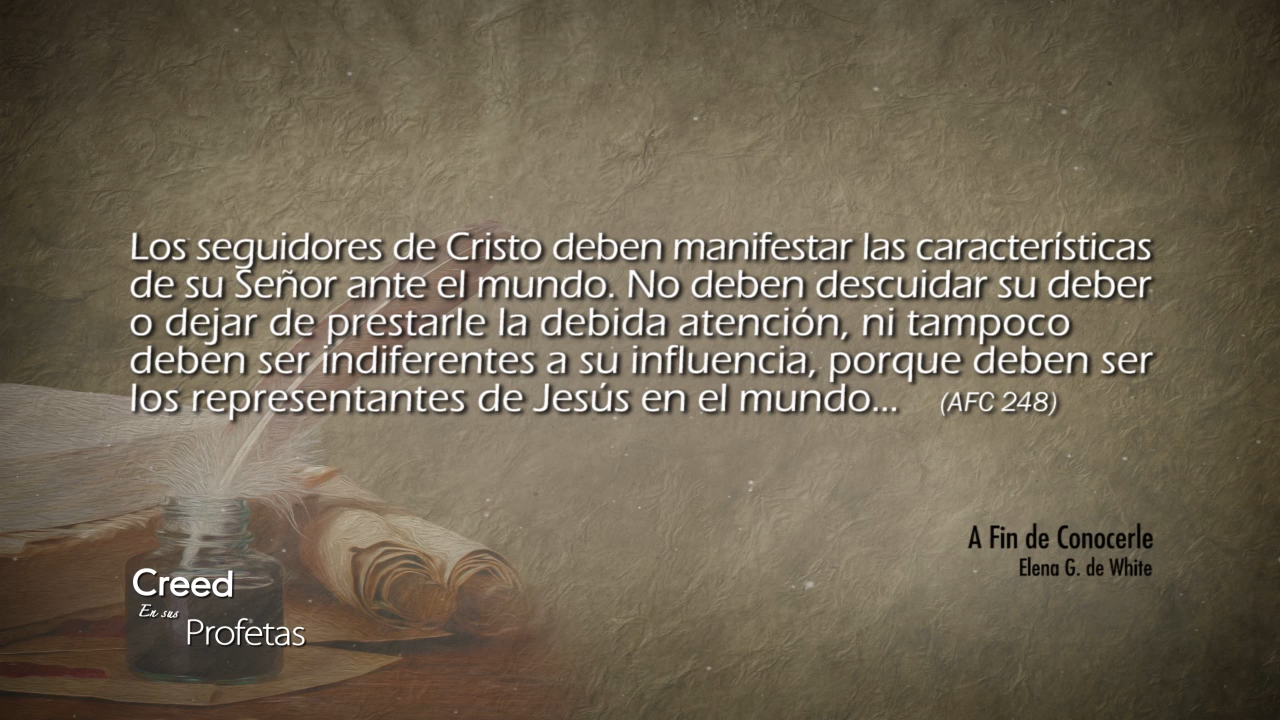 Los seguidores de Cristo deben manifestar las características
de su Señor ante el mundo. No deben descuidar su deber
o dejar de prestarle la debida atención, ni tampoco
deben ser indiferentes a su influencia, porque deben ser
los representantes de Jesús en el mundo... (AFC 248)
A Fin de Conocerle
Elena G. de White
Creed
En sus
Profetas